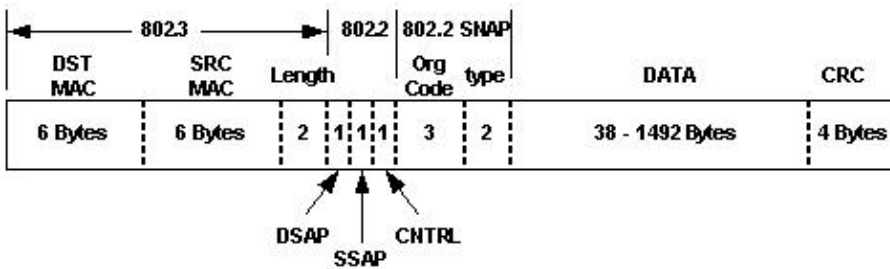 802.3 802.2 802.2 SNAP
DST MAC SRC MAC Length Org Code type DATA CRC
6 Bytes 6 Bytes 2 1 1 1 3 2 38 - 1492 Bytes 4 Bytes
DSAP SSAP CNTRL